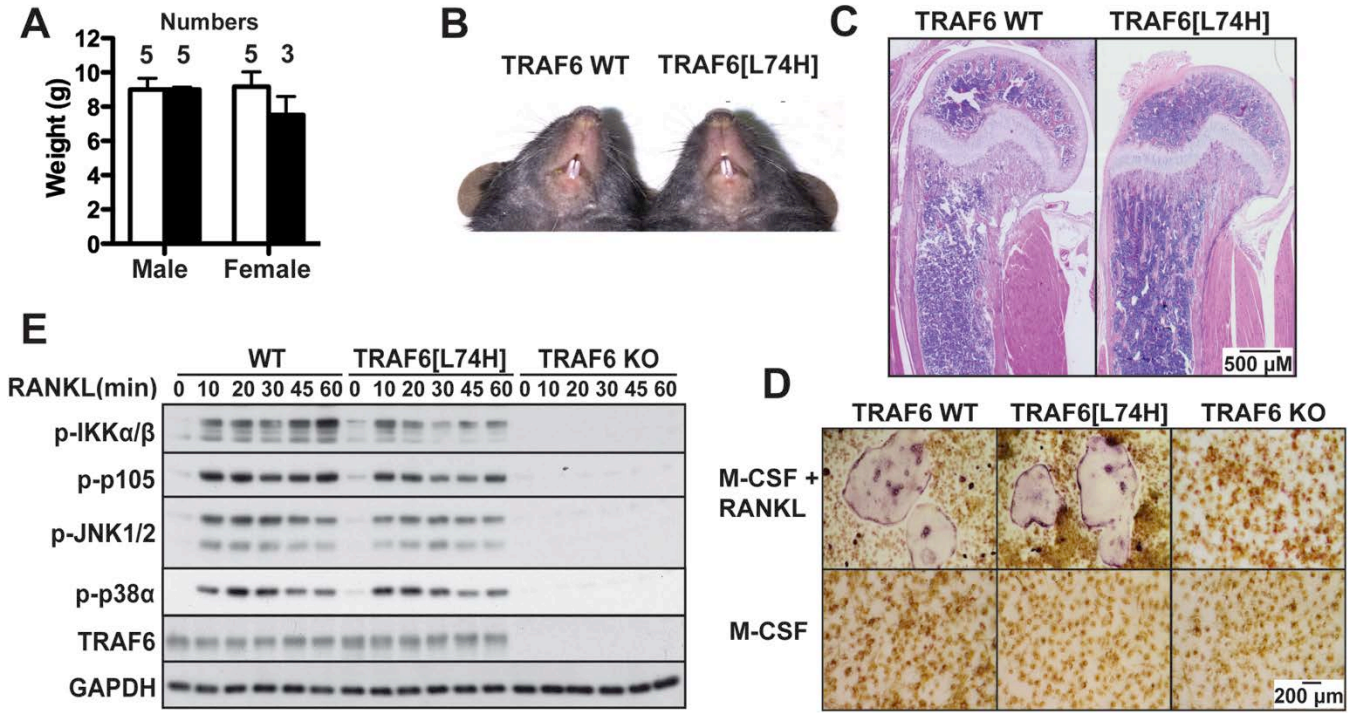 A
Numbers
5 5 5 3
Weight (g)
12
10
8
6
4
2
0
Male Female
B
TRAF6 WT TRAF6[L74H]
C
TRAF6 WT TRAF6[L74H]
500 µM
D
TRAF6 WT TRAF6[L74H] TRAF6 KO
M-CSF +
RANKL
M-CSF
200 µm
E
WT TRAF6[L74H] TRAF6 KO
RANKL(min) 0 10 20 30 45 60 0 10 20 30 45 60 0 10 20 30 45 60
p-IKKα/β
p-p105
p-JNK1/2
p-p38α
TRAF6
GAPDH